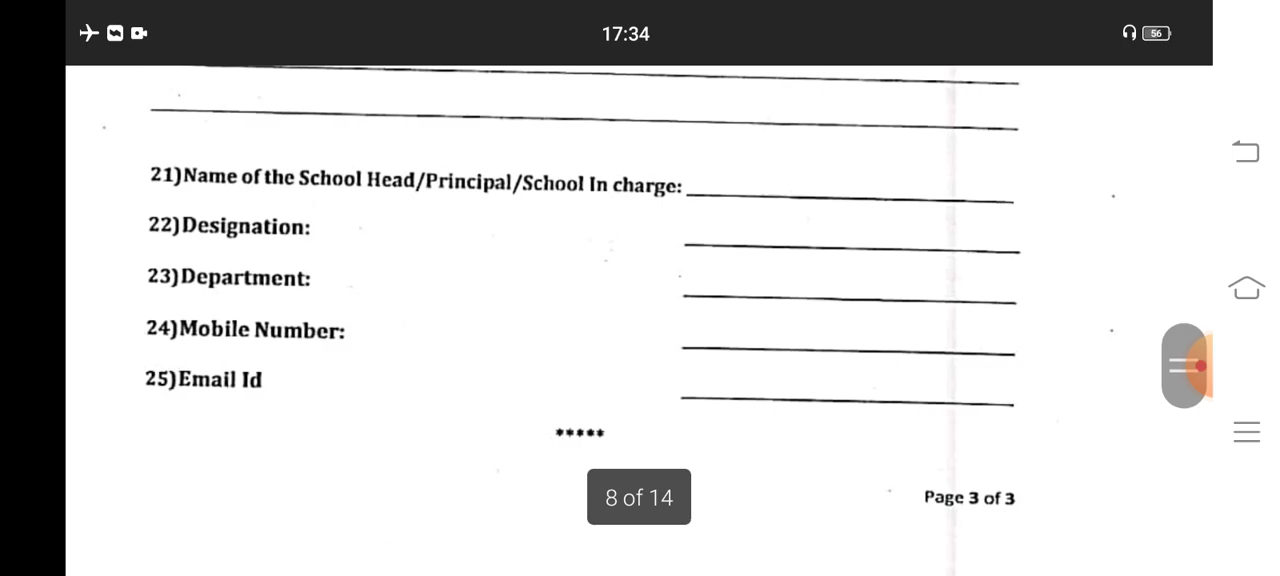 17:34
56
21)Name of the School Head/Principal/School In charge:
22)Designation:
23)Department:
24)Mobile Number:
25)Email Id
*****
8 of 14
Page 3 of 3